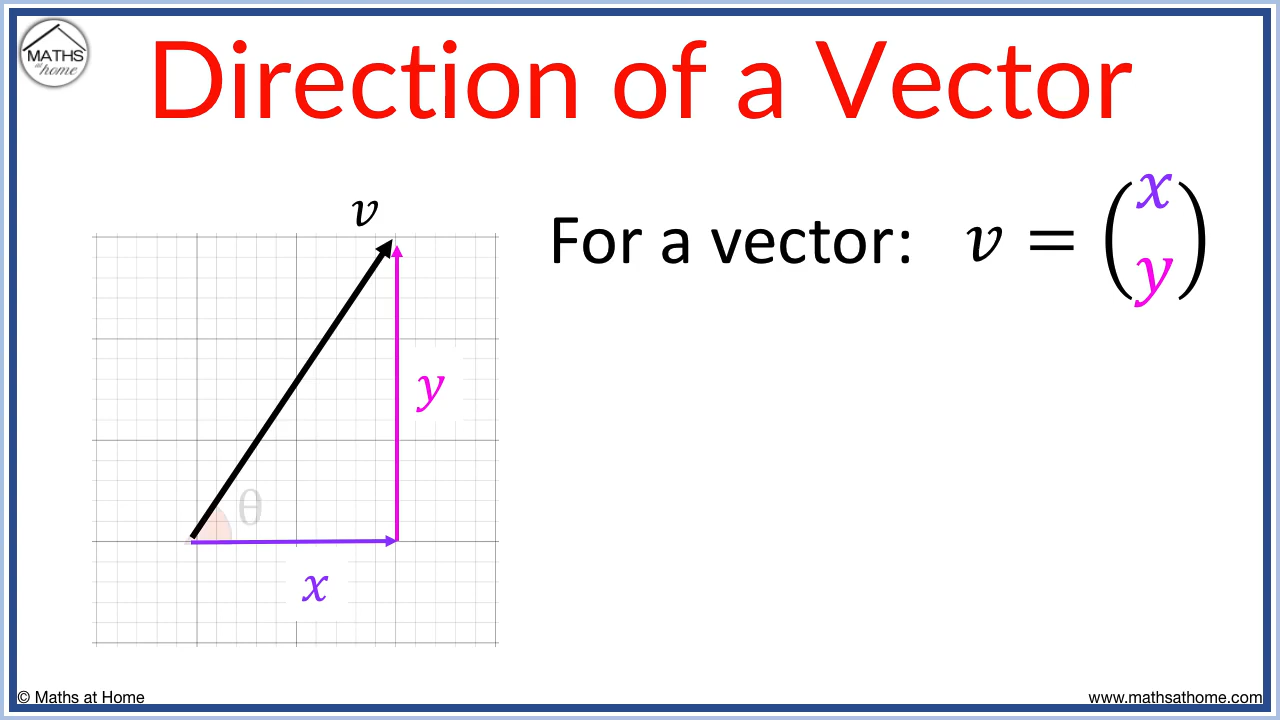 MATHS
at
home
Direction of a Vector
v
For a vector: v = (x
y)
y
θ
x
© Maths at Home
www.mathsathome.com